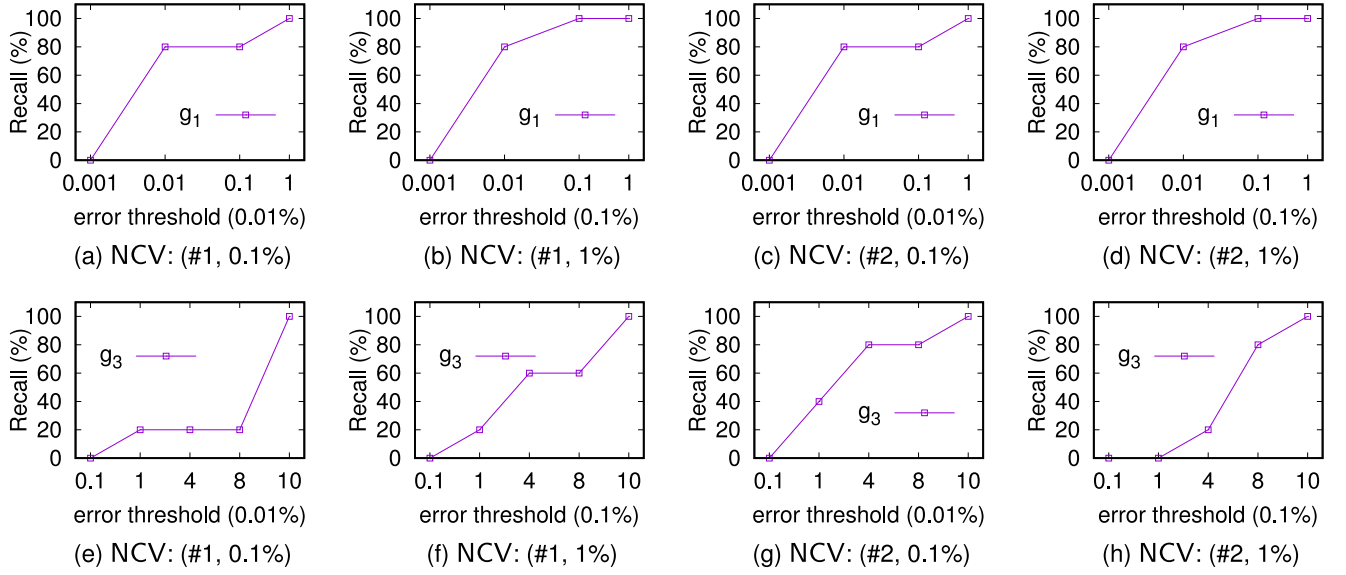 100
80
60
40
20
0
Recall (%)
g1
0.001 0.01 0.1 1
error threshold (0.01%)
(a) NCV: (#1, 0.1%)
100
80
60
40
20
0
Recall (%)
g1
0.001 0.01 0.1 1
error threshold (0.1%)
(b) NCV: (#1, 1%)
100
80
60
40
20
0
Recall (%)
g1
0.001 0.01 0.1 1
error threshold (0.01%)
(c) NCV: (#2, 0.1%)
100
80
60
40
20
0
Recall (%)
g1
0.001 0.01 0.1 1
error threshold (0.1%)
(d) NCV: (#2, 1%)
100
80
60
40
20
0
Recall (%)
g3
0.1 1 4 8 10
error threshold (0.01%)
(e) NCV: (#1, 0.1%)
100
80
60
40
20
0
Recall (%)
g3
0.1 1 4 8 10
error threshold (0.1%)
(f) NCV: (#1, 1%)
100
80
60
40
20
0
Recall (%)
g3
0.1 1 4 8 10
error threshold (0.01%)
(g) NCV: (#2, 0.1%)
100
80
60
40
20
0
Recall (%)
g3
0.1 1 4 8 10
error threshold (0.1%)
(h) NCV: (#2, 1%)